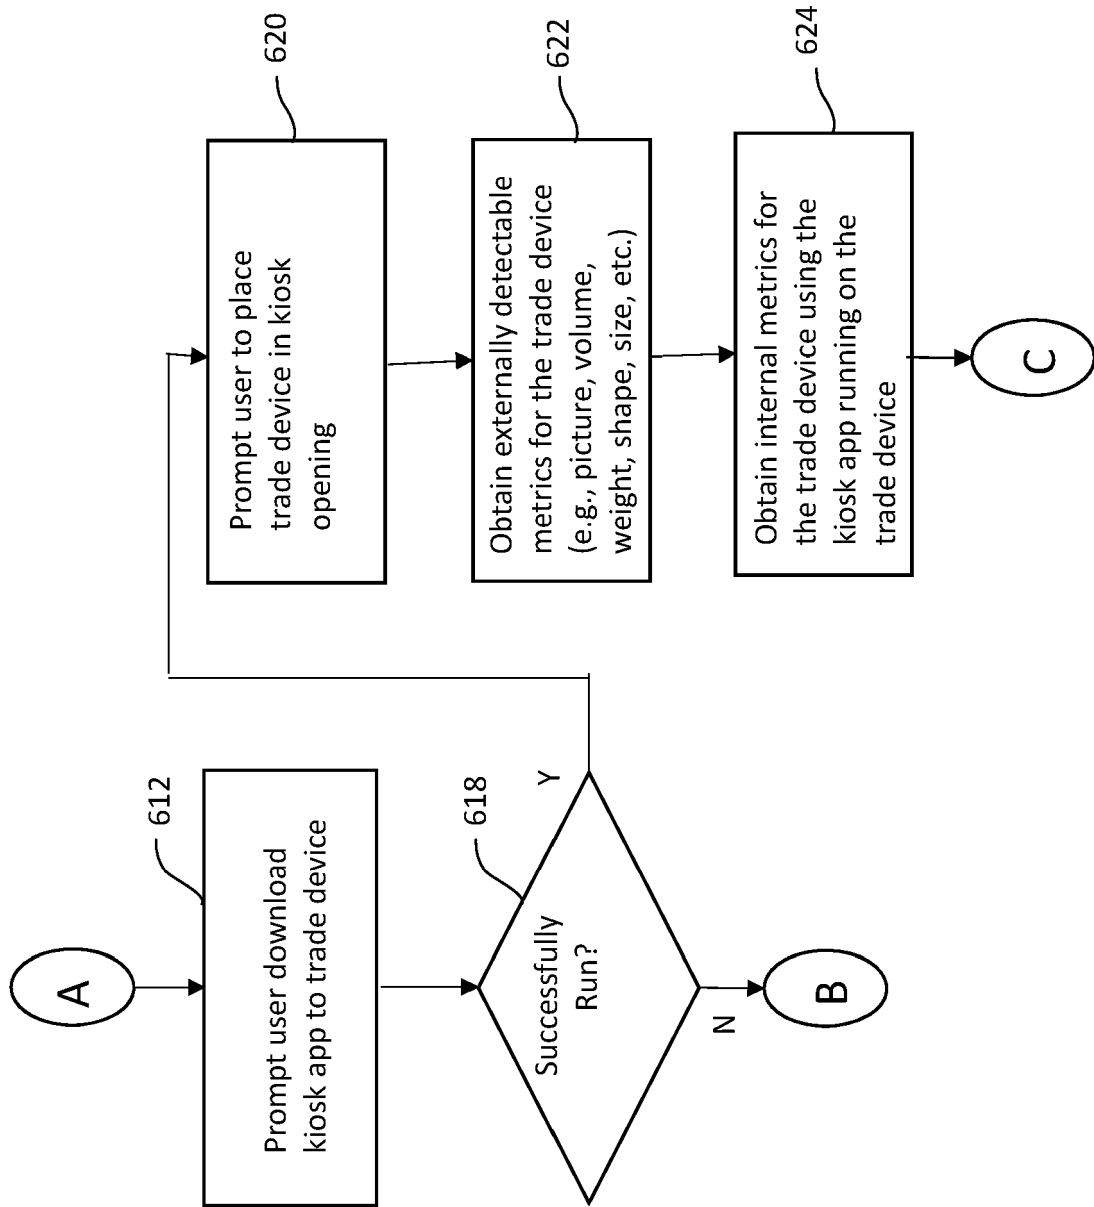 A
612
Prompt user download
kiosk app to trade device
618
Successfully
Run?
Y
N
B
620
Prompt user to place
trade device in kiosk
opening
622
Obtain externally detectable
metrics for the trade device
(e.g., picture, volume,
weight, shape, size, etc.)
624
Obtain internal metrics for
the trade device using the
kiosk app running on the
trade device
C